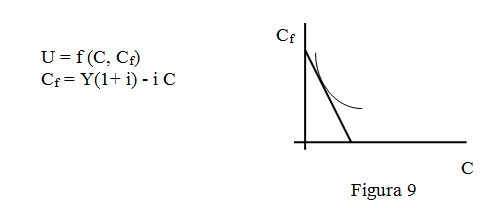 U = f (C, Cf)
Cf = Y(1+ i) - i C
Cf
C
Figura 9